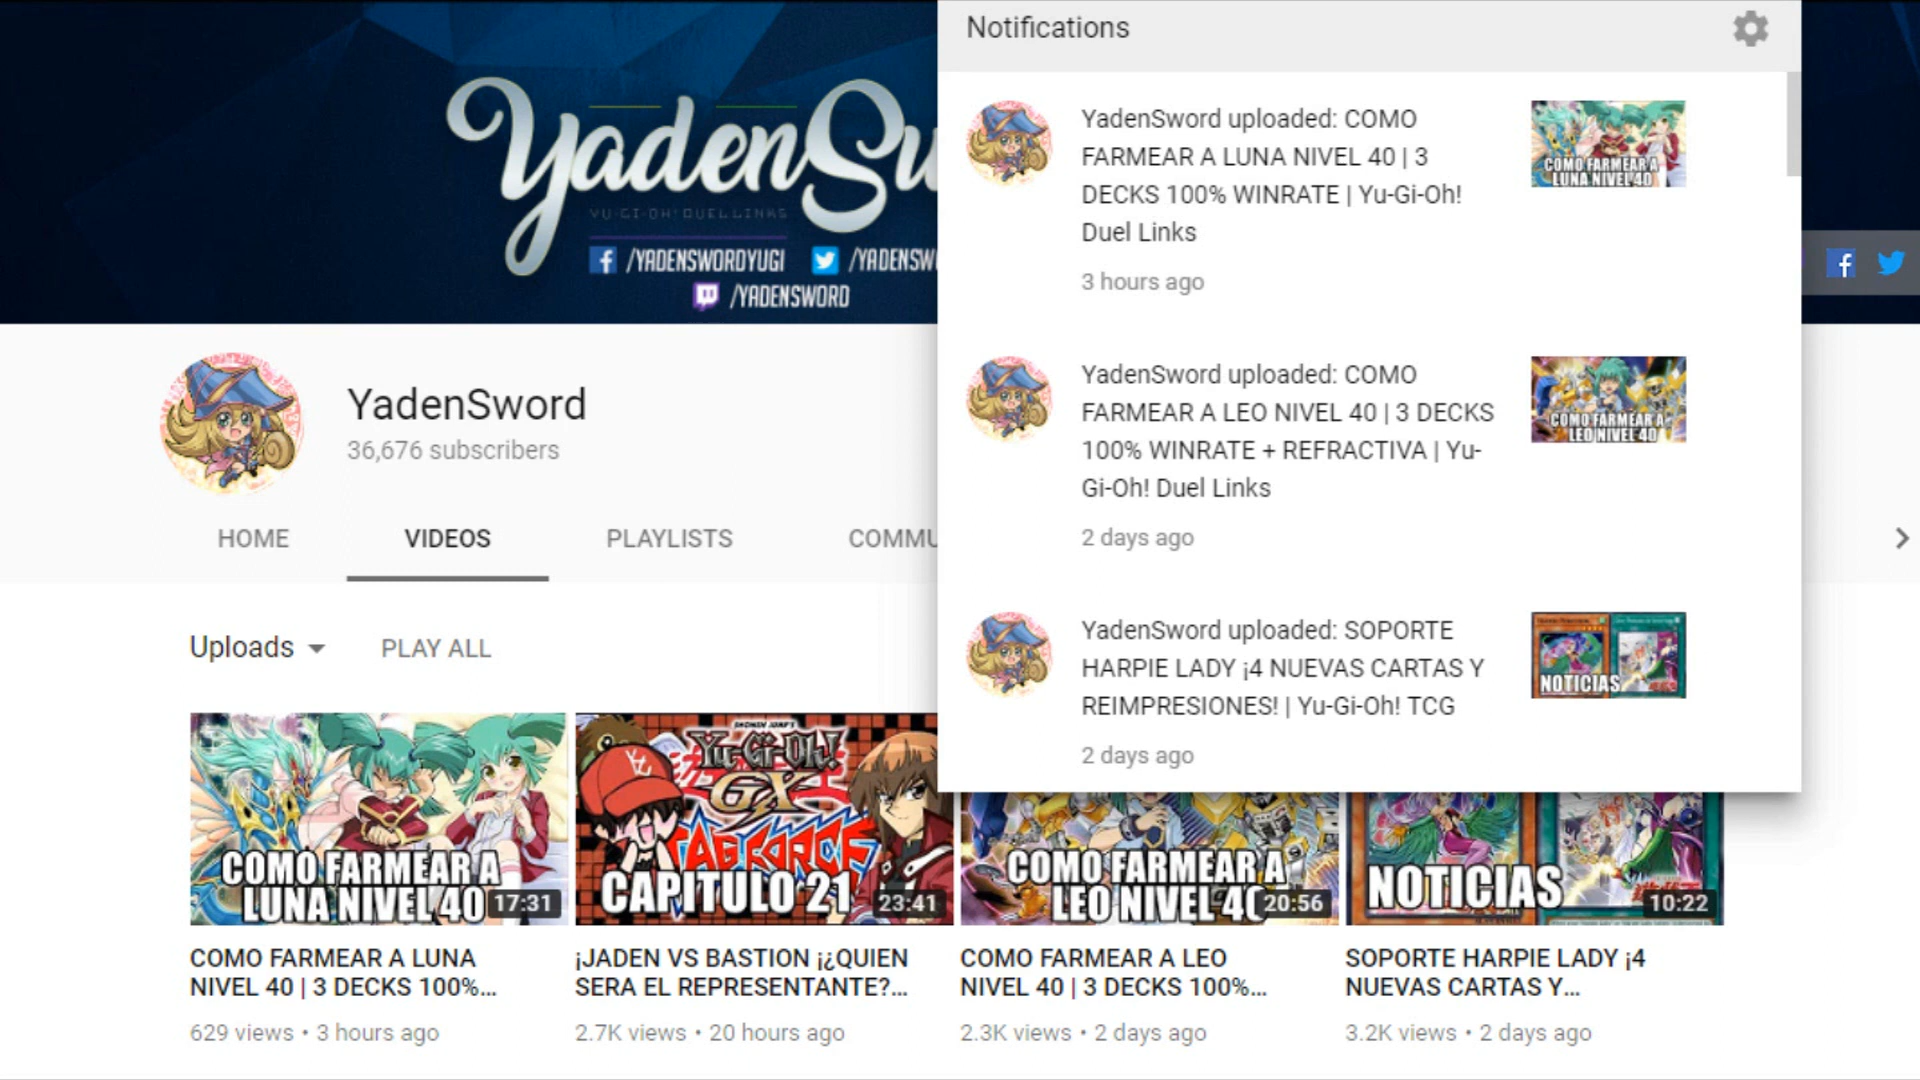 YadenSw
YU-GI-OH! DUEL LINKS
/YADENSWORDYUGI
/YADENSW
/YADENSWORD
YadenSword
36,676 subscribers
HOME
VIDEOS
PLAYLISTS
COMMU
Notifications
YadenSword uploaded: COMO
FARMEAR A LUNA NIVEL 40 | 3
DECKS 100% WINRATE | Yu-Gi-Oh!
Duel Links
3 hours ago
COMO FARMEAR A
LUNA NIVEL 40
YadenSword uploaded: COMO
FARMEAR A LEO NIVEL 40 | 3 DECKS
100% WINRATE + REFRACTIVA | Yu-
Gi-Oh! Duel Links
2 days ago
COMO FARMEAR A
LEO NIVEL 40
YadenSword uploaded: SOPORTE
HARPIE LADY ¡4 NUEVAS CARTAS Y
REIMPRESIONES! | Yu-Gi-Oh! TCG
2 days ago
NOTICIAS
Uploads
PLAY ALL
COMO FARMEAR A
LUNA NIVEL 40
17:31
COMO FARMEAR A LUNA
NIVEL 40 | 3 DECKS 100%...
629 views • 3 hours ago
SHONEN JUMP'S
Yu-Gi-Oh!
GX
TAG FORCE
CAPITULO 21
23:41
¡JADEN VS BASTION ¡¿QUIEN
SERA EL REPRESENTANTE?...
2.7K views • 20 hours ago
COMO FARMEAR A
LEO NIVEL 40
20:56
COMO FARMEAR A LEO
NIVEL 40 | 3 DECKS 100%...
2.3K views • 2 days ago
NOTICIAS
10:22
SOPORTE HARPIE LADY ¡4
NUEVAS CARTAS Y...
3.2K views • 2 days ago